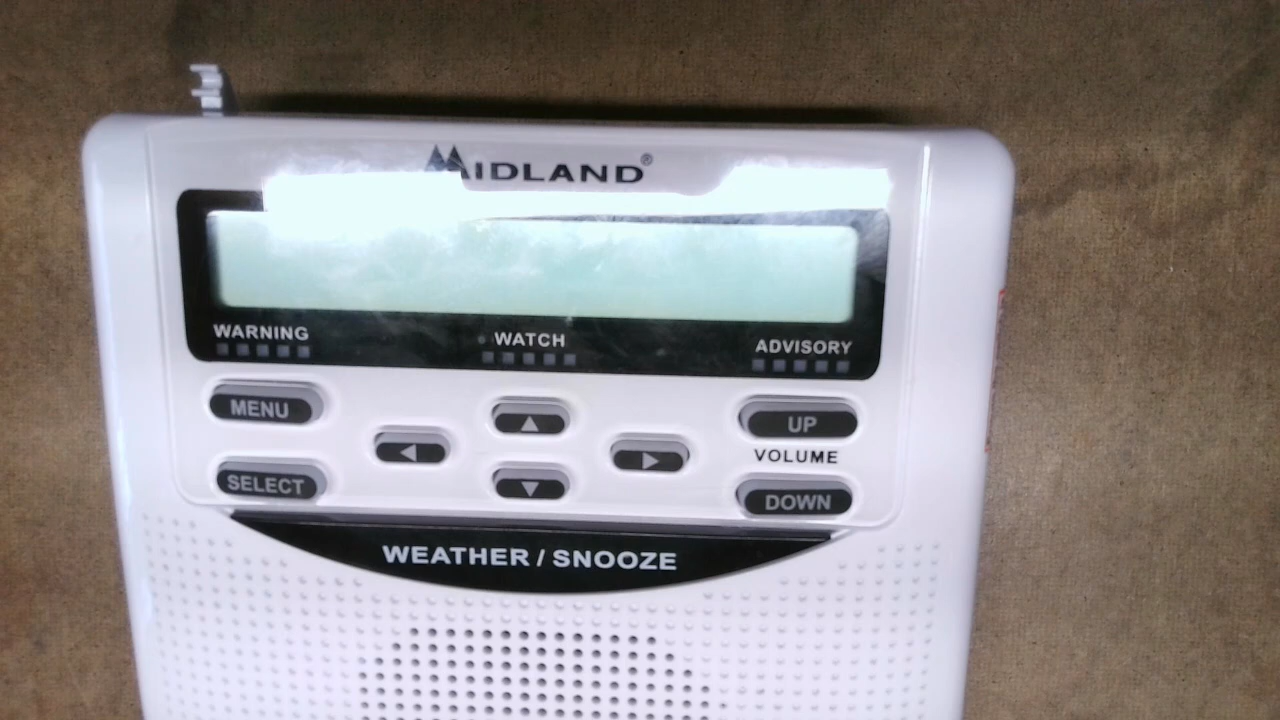 MIDLAND®
WARNING
WATCH
ADVISORY
MENU
UP
VOLUME
SELECT
DOWN
WEATHER / SNOOZE